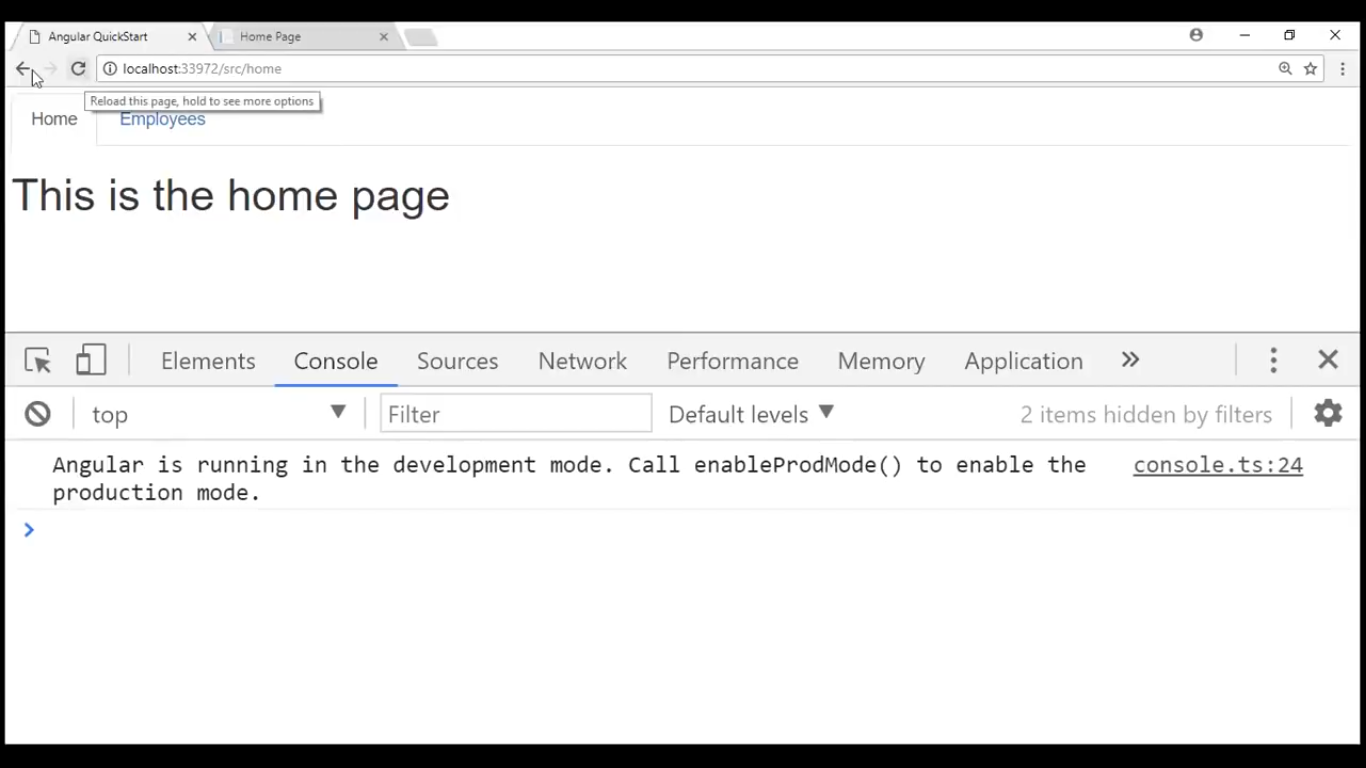 Angular QuickStart
Home Page
localhost:33972/src/home
Reload this page, hold to see more options
Home Employees
This is the home page
Elements Console Sources Network Performance Memory Application
top Filter Default levels 2 items hidden by filters
Angular is running in the development mode. Call enableProdMode() to enable the console.ts:24
production mode.